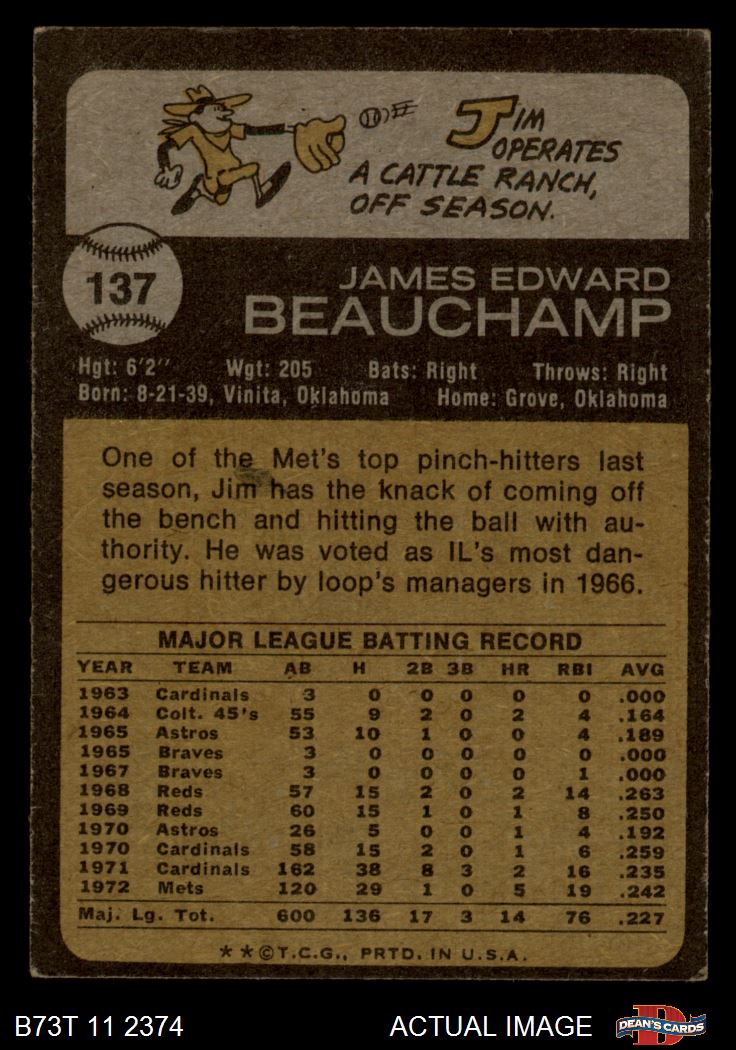 JIM
OPERATES
A CATTLE RANCH,
OFF SEASON.
137
JAMES EDWARD
BEAUCHAMP
Hgt: 6'2" Wgt: 205 Bats: Right Throws: Right
Born: 8-21-39, Vinita, Oklahoma Home: Grove, Oklahoma
One of the Met's top pinch-hitters last
season, Jim has the knack of coming off
the bench and hitting the ball with au-
thority. He was voted as IL's most dan-
gerous hitter by loop's managers in 1966.
MAJOR LEAGUE BATTING RECORD
YEAR TEAM AB H 2B 3B HR RBI AVG
1963 Cardinals 3 0 0 0 0 0 .000
1964 Colt. 45's 55 9 2 0 2 4 .164
1965 Astros 53 10 1 0 0 4 .189
1965 Braves 3 0 0 0 0 0 .000
1967 Braves 3 0 0 0 0 1 .000
1968 Reds 57 15 2 0 2 14 .263
1969 Reds 60 15 1 0 1 8 .250
1970 Astros 26 5 0 0 1 4 .192
1970 Cardinals 58 15 2 0 1 6 .259
1971 Cardinals 162 38 8 3 2 16 .235
1972 Mets 120 29 1 0 5 19 .242
Maj. Lg. Tot. 600 136 17 3 14 76 .227
* * © T.C.G., PRTD. IN U.S.A.
B73T 11 2374 ACTUAL IMAGE D DEAN'S CARDS